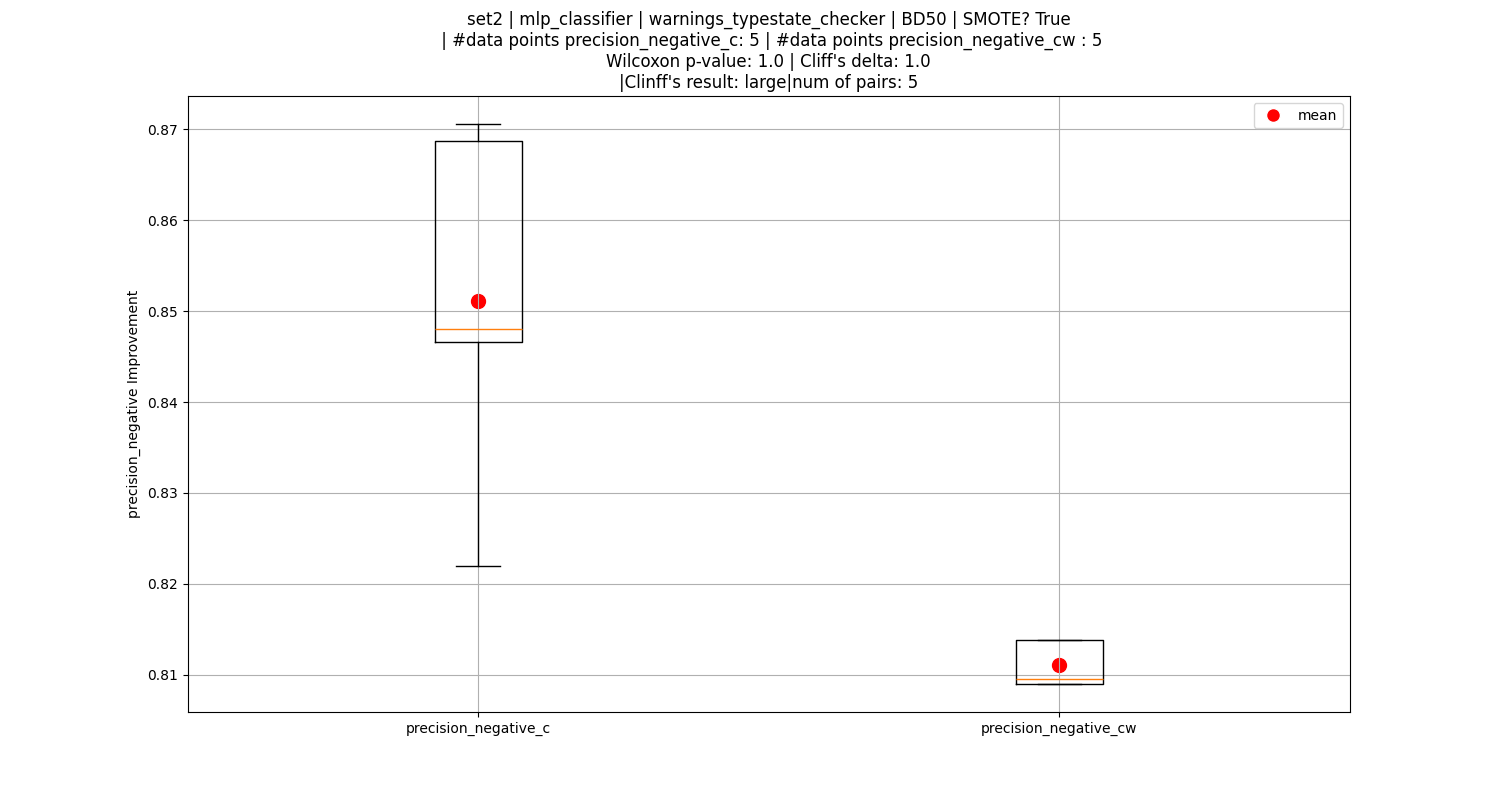 set2 | mlp_classifier | warnings_typestate_checker | BD50 | SMOTE? True
| #data points precision_negative_c: 5 | #data points precision_negative_cw : 5
Wilcoxon p-value: 1.0 | Cliff's delta: 1.0
|Clinff's result: large|num of pairs: 5
mean
0.87
0.86
0.85
0.84
0.83
0.82
0.81
precision_negative Improvement
precision_negative_c
precision_negative_cw